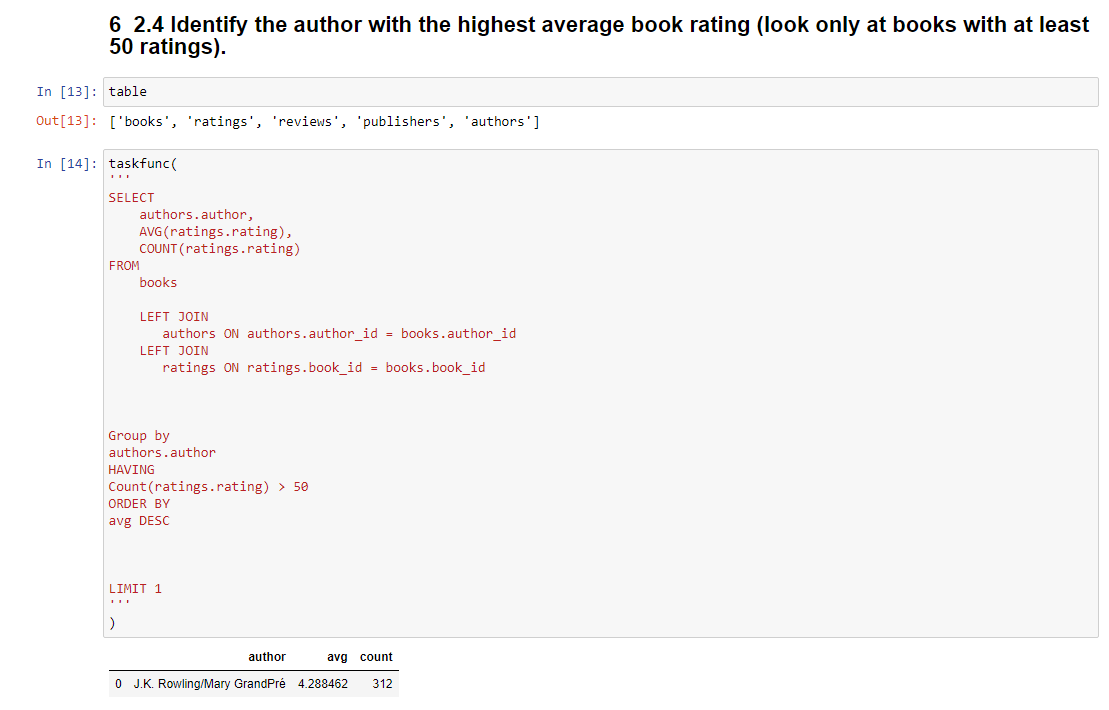 6 2.4 Identify the author with the highest average book rating (look only at books with at least
50 ratings).
In [13]: table
Out[13]: ['books', 'ratings', 'reviews', 'publishers', 'authors']
In [14]: taskfunc(
'''
SELECT
authors.author,
AVG(ratings.rating),
COUNT(ratings.rating)
FROM
books
LEFT JOIN
authors ON authors.author_id = books.author_id
LEFT JOIN
ratings ON ratings.book_id = books.book_id
Group by
authors.author
HAVING
Count(ratings.rating) > 50
ORDER BY
avg DESC
LIMIT 1
'''
)
author avg count
0 J.K. Rowling/Mary GrandPré 4.288462 312